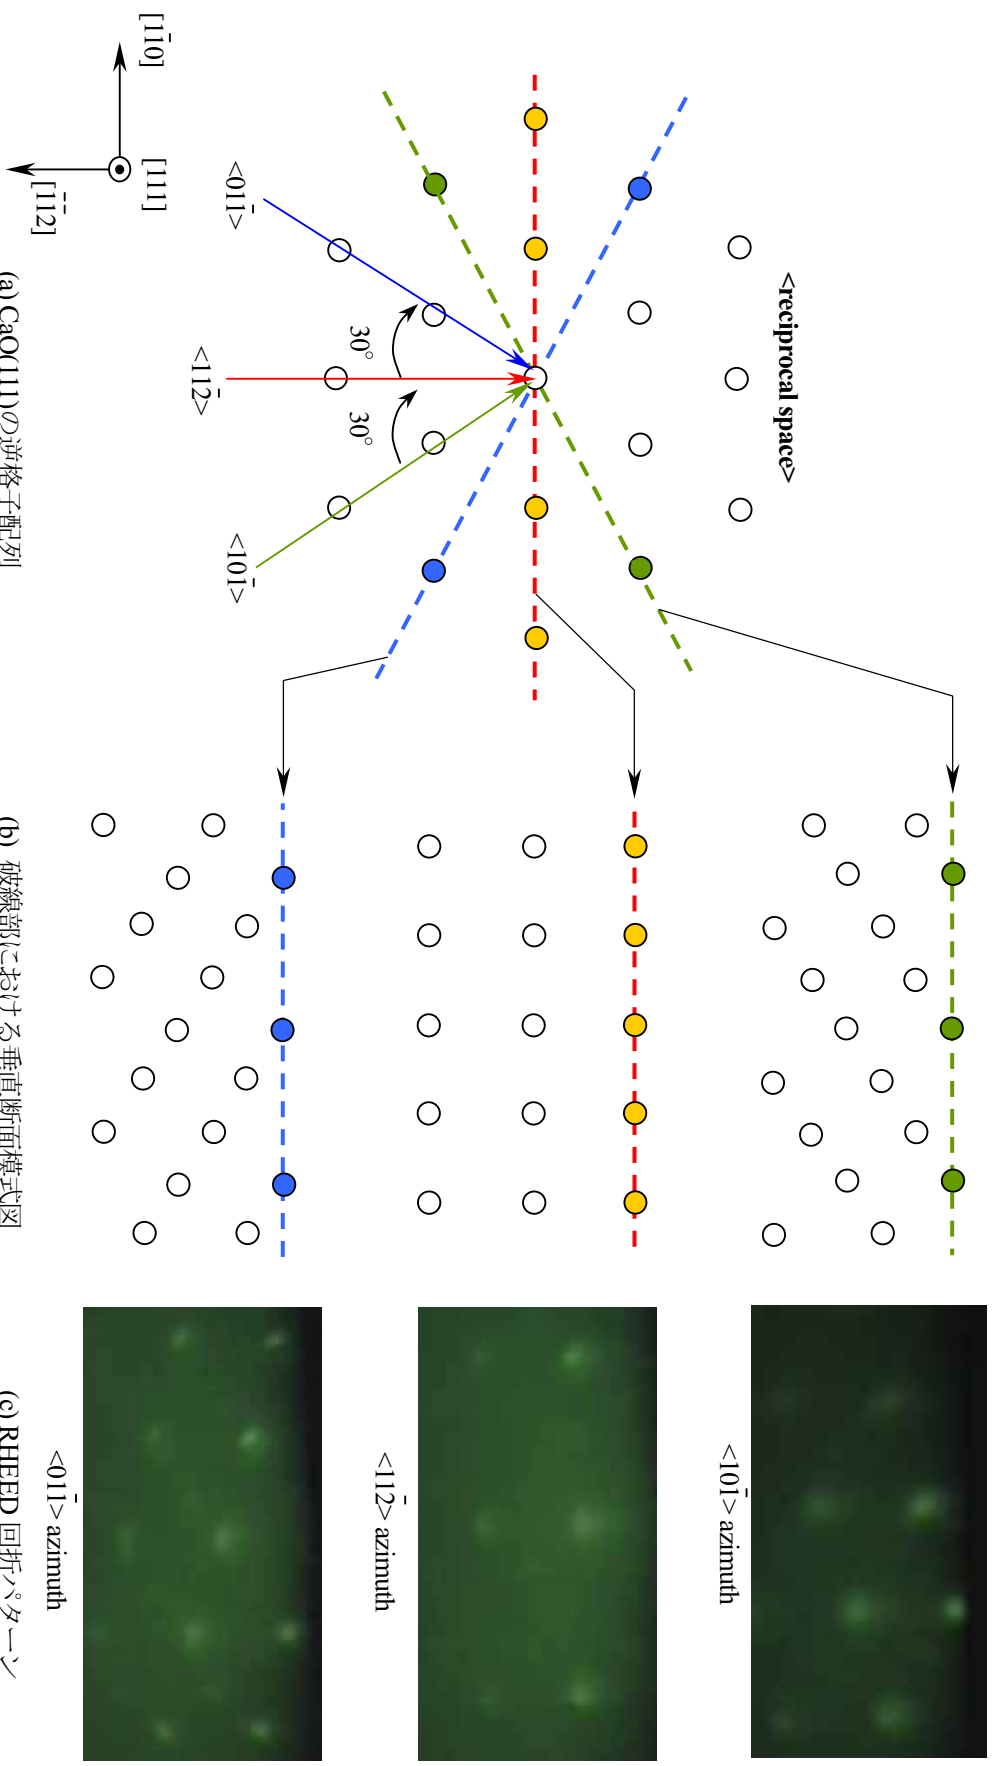 <reciprocal space>
[11̄0]
[111]
[1̄1̄2]
<011̄>
30°
<112̄>
30°
<101̄>
(a) CaO(111)の逆格子配列
(b) 破線部における垂直断面模式図
<101̄> azimuth
<112̄> azimuth
<011̄> azimuth
(c) RHEED 回折パターン